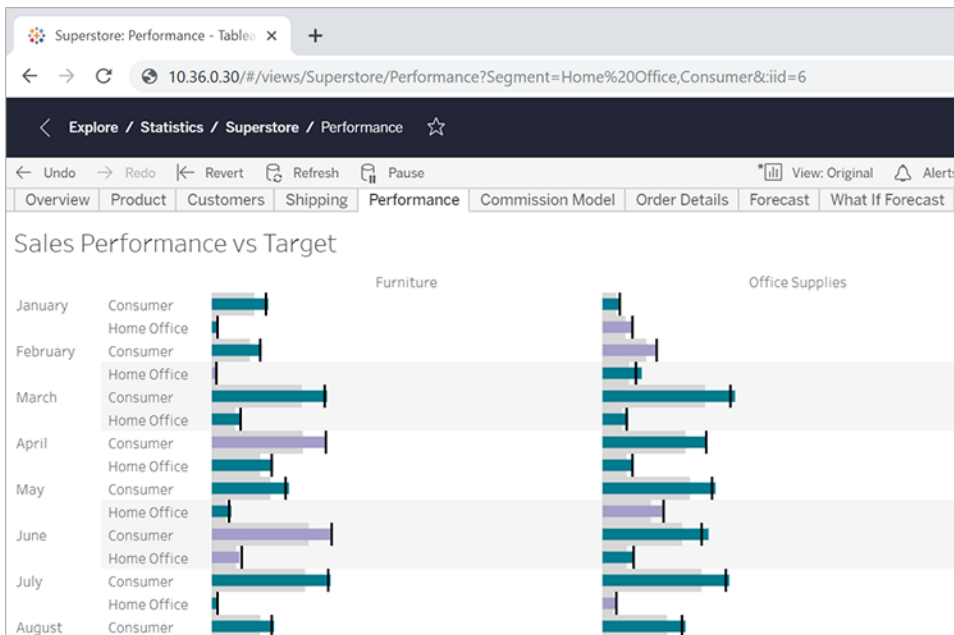 Superstore: Performance - Tablea
10.36.0.30/#/views/Superstore/Performance?Segment=Home%20Office,Consumer&:iid=6
Explore / Statistics / Superstore / Performance
Undo Redo Revert Refresh Pause View: Original Alerts
Overview Product Customers Shipping Performance Commission Model Order Details Forecast What If Forecast
Sales Performance vs Target
Furniture Office Supplies
January Consumer
Home Office
February Consumer
Home Office
March Consumer
Home Office
April Consumer
Home Office
May Consumer
Home Office
June Consumer
Home Office
July Consumer
Home Office
August Consumer